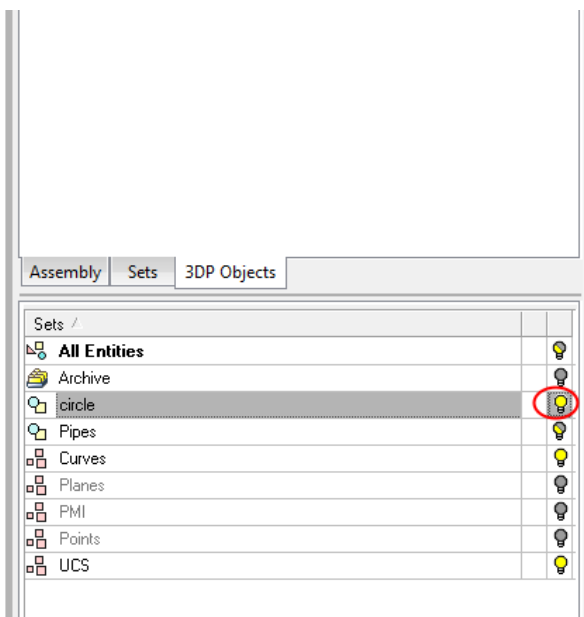 Assembly Sets 3DP Objects
Sets
All Entities
Archive
circle
Pipes
Curves
Planes
PMI
Points
UCS